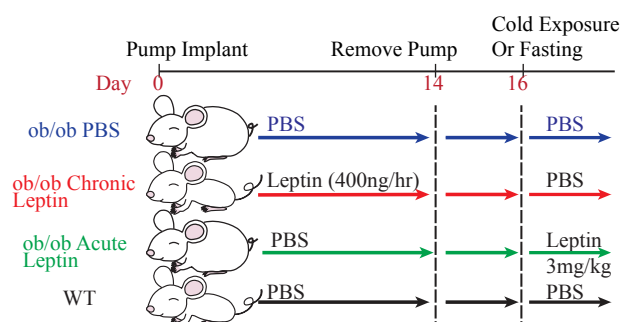 Cold Exposure
Pump Implant Remove Pump Or Fasting
Day 0 14 16
ob/ob PBS PBS PBS
ob/ob Chronic
Leptin Leptin (400ng/hr) PBS
ob/ob Acute
Leptin PBS Leptin
3mg/kg
WT PBS PBS